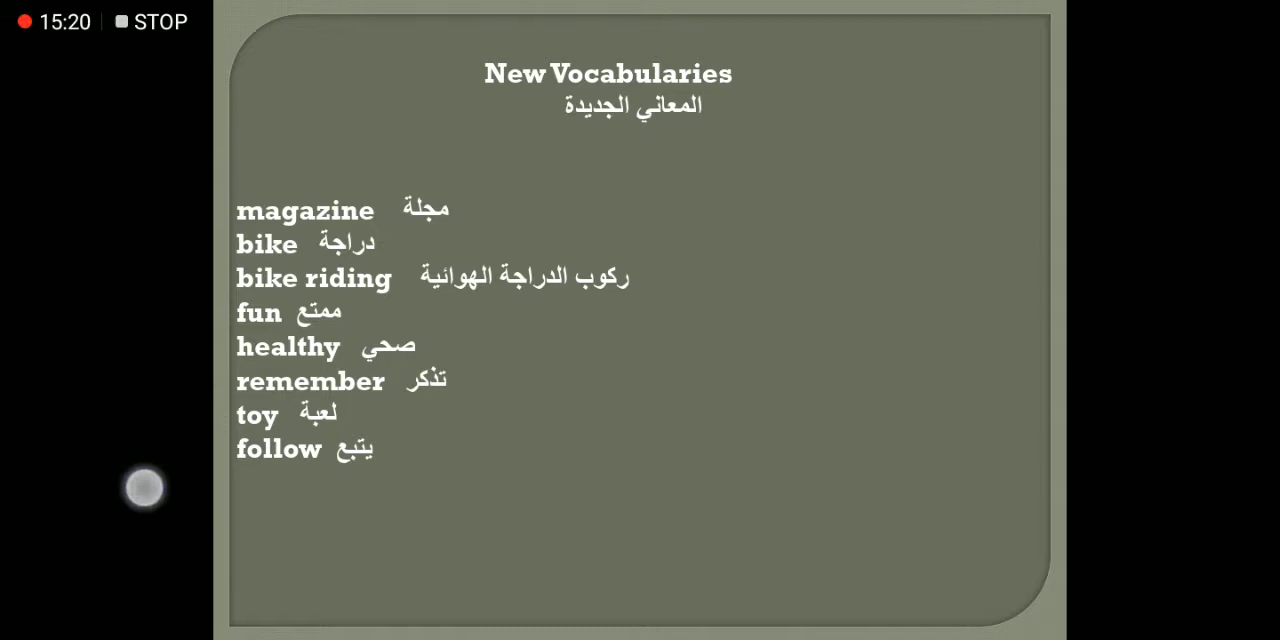 15:20 STOP
New Vocabularies
المعاني الجديدة
magazine مجلة
bike دراجة
bike riding ركوب الدراجة الهوائية
fun ممتع
healthy صحي
remember تذكر
toy لعبة
follow يتبع